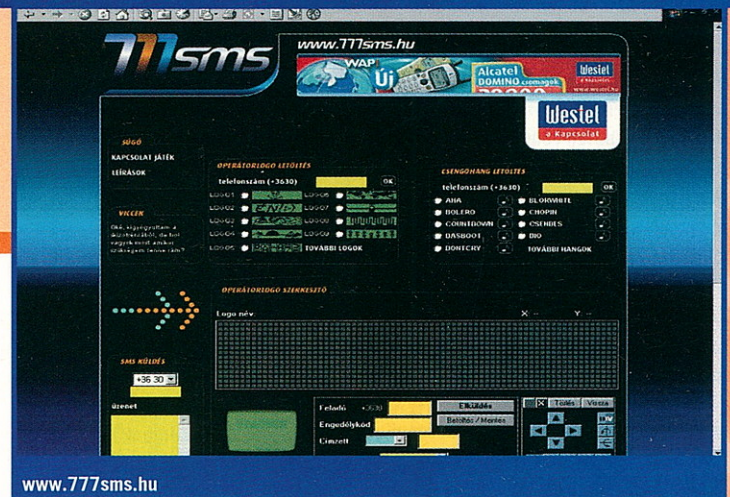 777sms
www.777sms.hu
WAP
Új
Alcatel
DOMINO csomagok
Westel
Westel
a Kapcsolat
SÚGÓ
KAPCSOLAT JÁTÉK
LEÍRÁSOK
VICCEK
OPERÁTORLOGO LETÖLTÉS
telefonszám (+3630)
OK
LOGO1
LOGO6
LOGO2
LOGO7
LOGO3
LOGO8
LOGO4
LOGO9
LOGO5
TOVÁBBI LOGÓK
CSENGŐHANG LETÖLTÉS
telefonszám (+3630)
OK
AHA
BLORWHITE
BOLERO
CHOPIN
COUNTDOWN
CSENDES
DASBOOT
DIO
DONTCRY
TOVÁBBI HANGOK
OPERÁTORLOGO SZERKESZTŐ
Logo név
X --
Y --
SMS KÜLDÉS
+36 30
üzenet
Feladó +3630
Elküldés
Engedélykód
Betöltés / Mentés
Címzett
X
Törlés
Vissza
www.777sms.hu